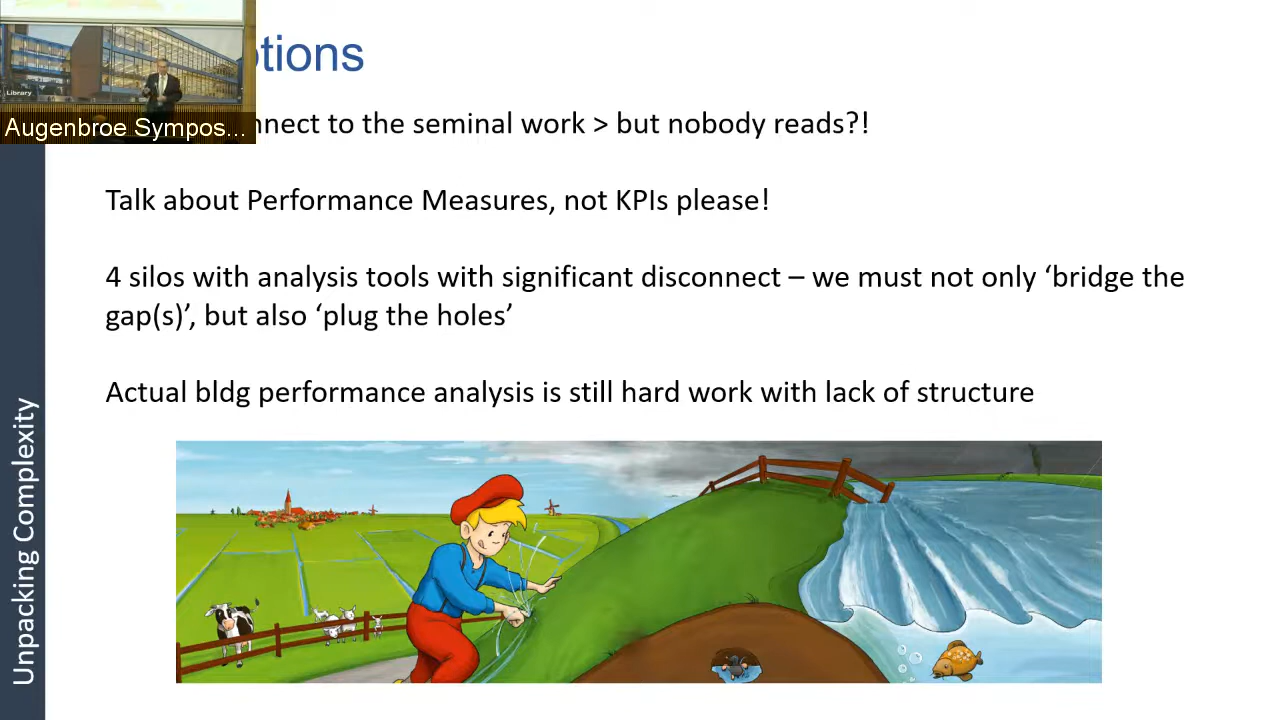 Library
Augenbroe Sympos...
nnect to the seminal work > but nobody reads?!
Talk about Performance Measures, not KPIs please!
4 silos with analysis tools with significant disconnect – we must not only ‘bridge the
gap(s)’, but also ‘plug the holes’
Actual bldg performance analysis is still hard work with lack of structure
Unpacking Complexity